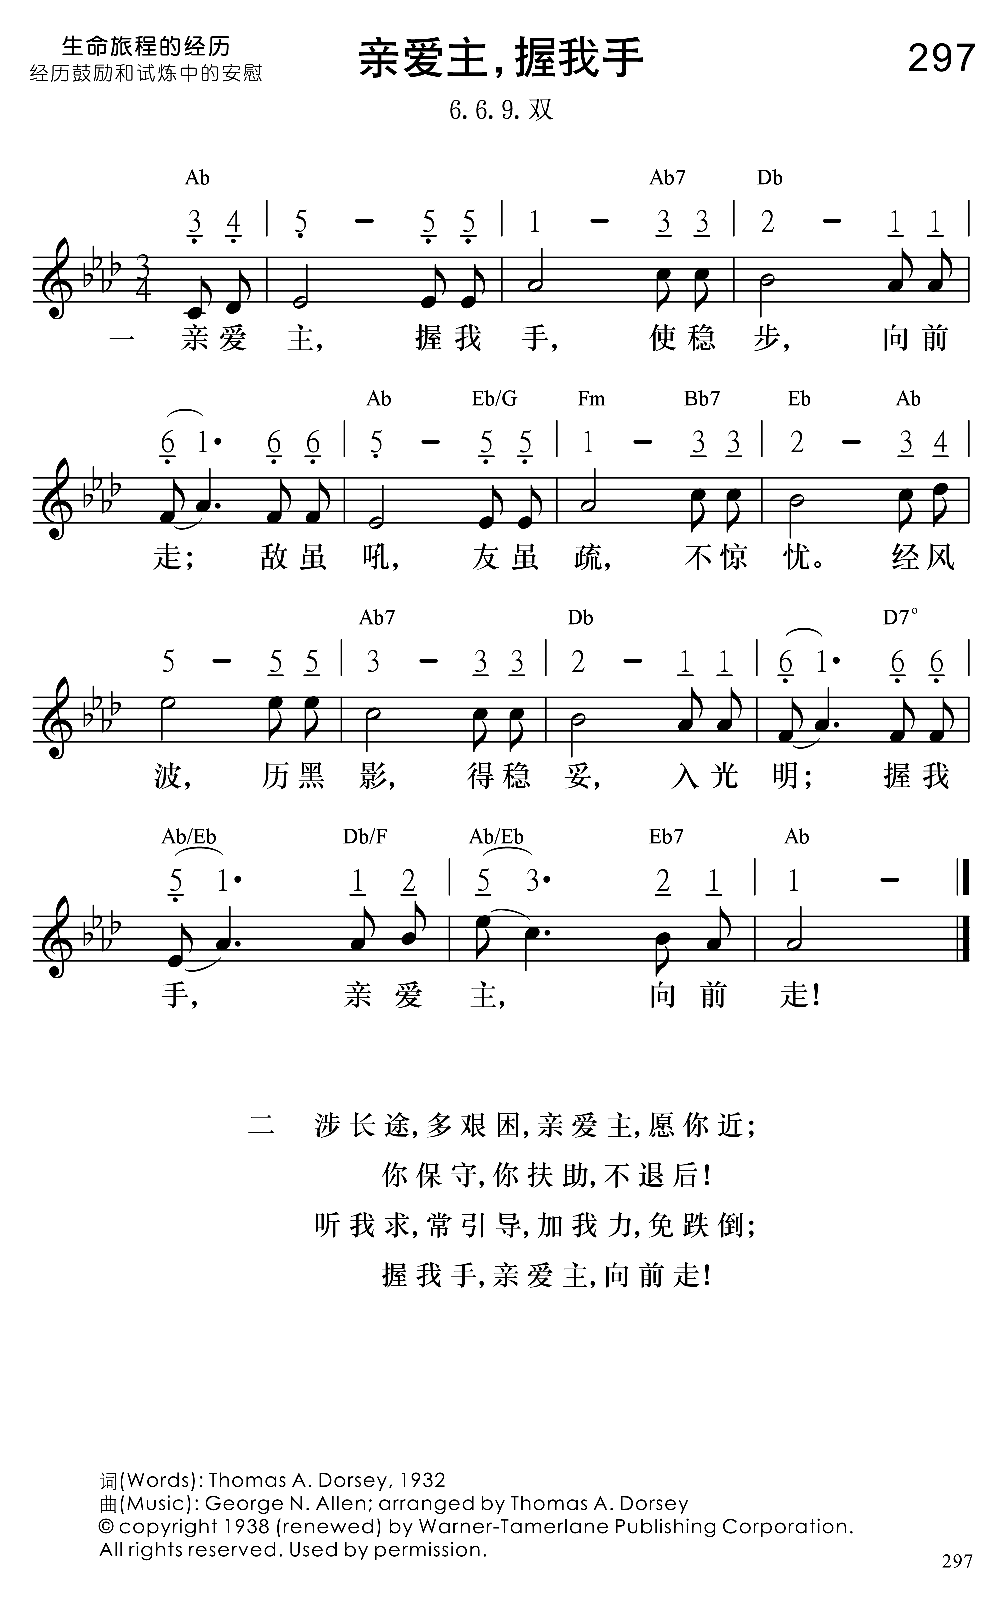 生命旅程的经历
经历鼓励和试炼中的安慰
亲爱主，握我手
297
6.6.9.双
Ab Ab7 Db
3 4 | 5 - 5 5 | 1 - 3 3 | 2 - 1 1 |
3
4
一 亲爱 主， 握我 手， 使稳 步， 向前
Ab Eb/G Fm Bb7 Eb Ab
6 1· 6 6 | 5 - 5 5 | 1 - 3 3 | 2 - 3 4 |
走； 敌虽 吼， 友虽 疏， 不惊 忧。 经风
Ab7 Db D7°
5 - 5 5 | 3 - 3 3 | 2 - 1 1 | 6 1· 6 6 |
波， 历黑 影， 得稳 妥， 入光 明； 握我
Ab/Eb Db/F Ab/Eb Eb7 Ab
5 1· 1 2 | 5 3· 2 1 | 1 - ‖
手， 亲爱 主， 向前 走！
二 涉长途，多艰困，亲爱主，愿你近；
你保守，你扶助，不退后！
听我求，常引导，加我力，免跌倒；
握我手，亲爱主，向前走！
词(Words): Thomas A. Dorsey, 1932
曲(Music): George N. Allen; arranged by Thomas A. Dorsey
© copyright 1938 (renewed) by Warner-Tamerlane Publishing Corporation.
All rights reserved. Used by permission.
297